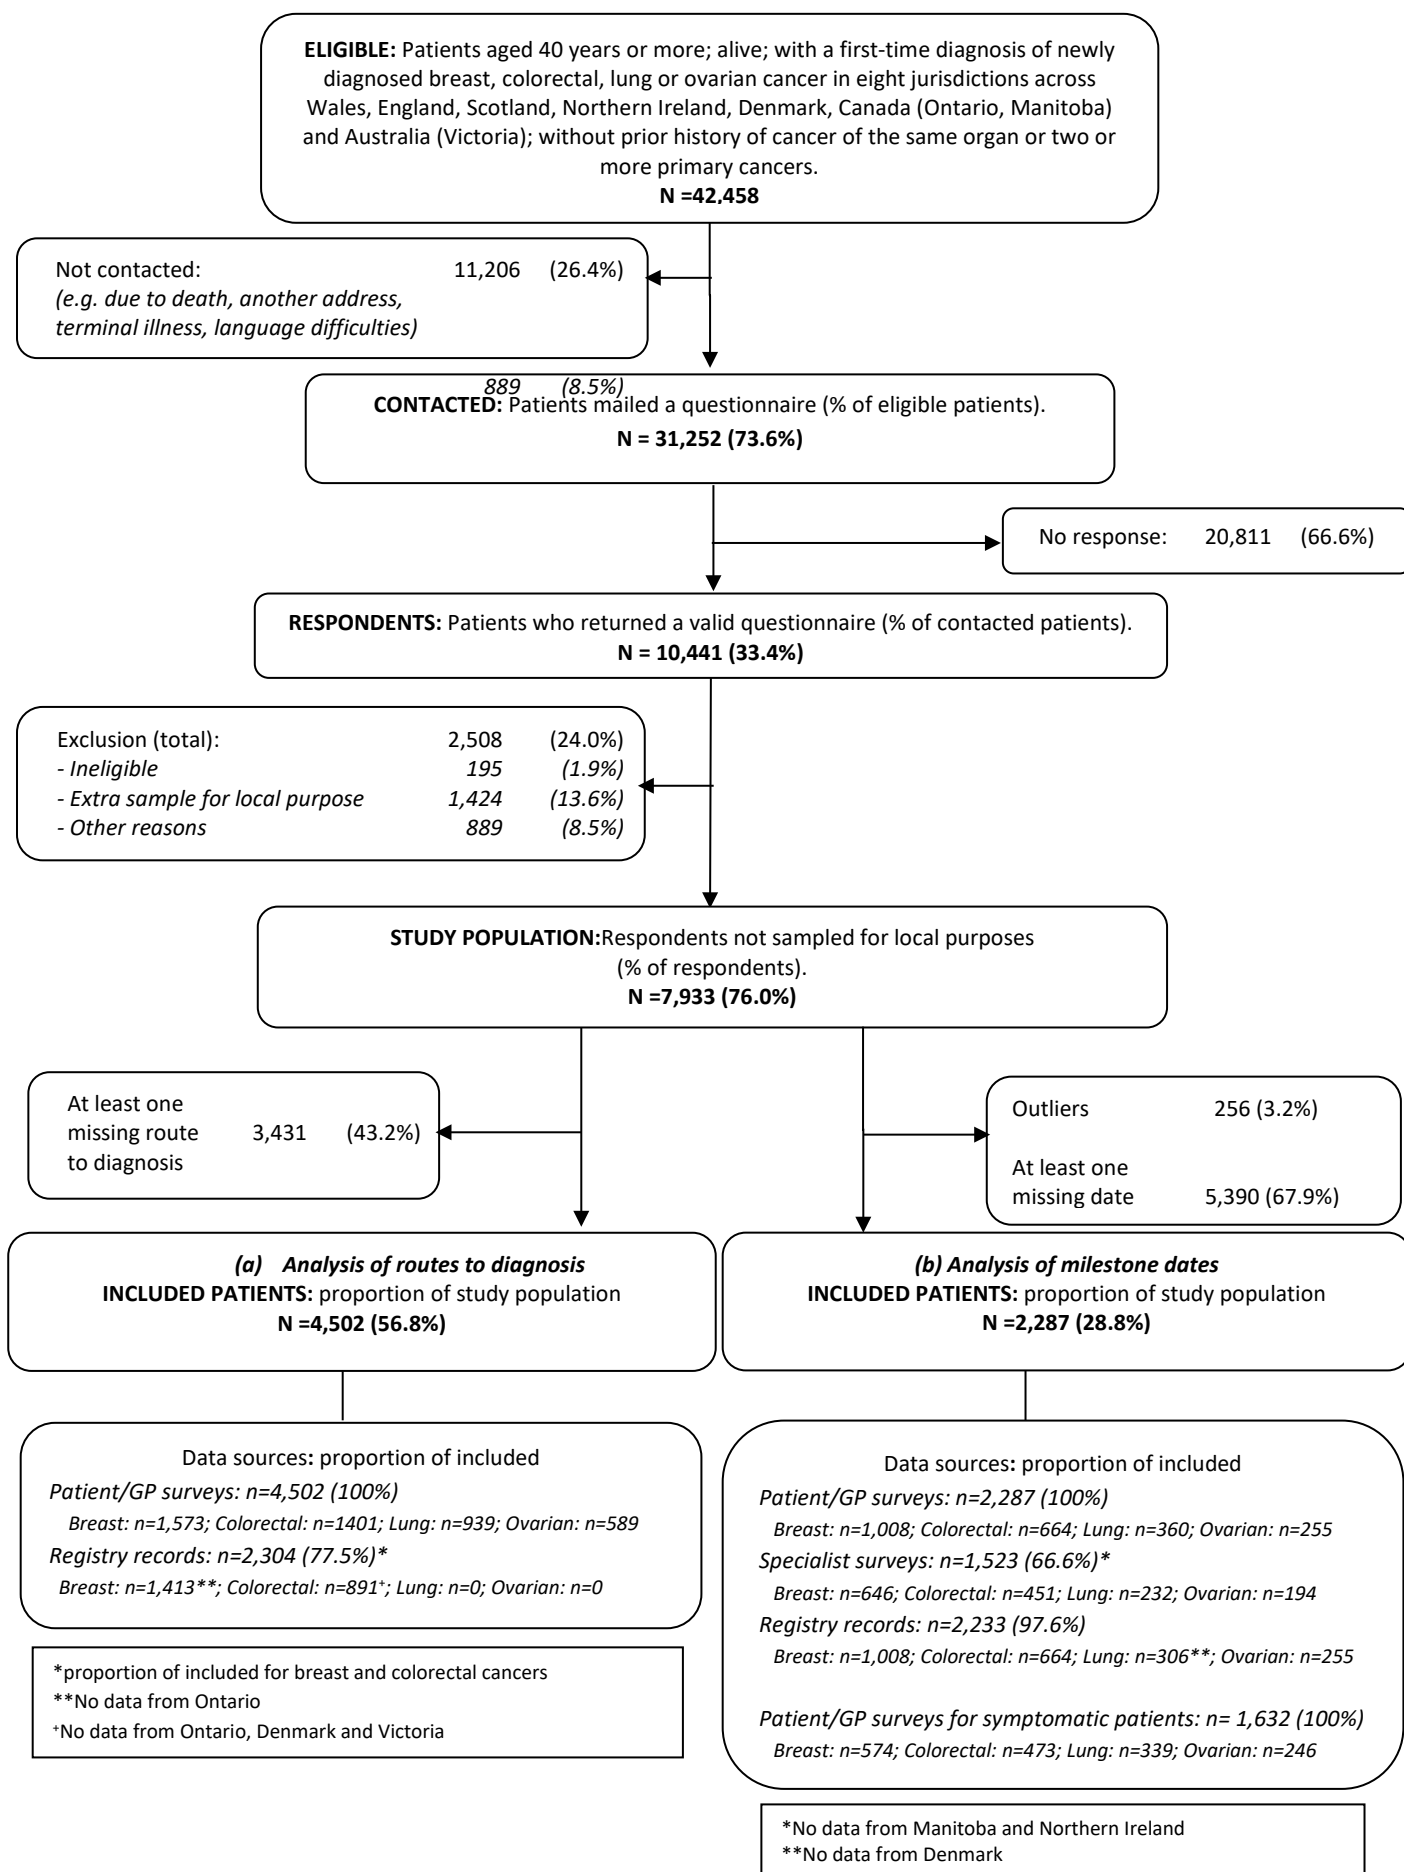 ELIGIBLE: Patients aged 40 years or more; alive; with a first-time diagnosis of newly
diagnosed breast, colorectal, lung or ovarian cancer in eight jurisdictions across
Wales, England, Scotland, Northern Ireland, Denmark, Canada (Ontario, Manitoba)
and Australia (Victoria); without prior history of cancer of the same organ or two or
more primary cancers.
N =42,458
Not contacted: 11,206 (26.4%)
(e.g. due to death, another address,
terminal illness, language difficulties)
889 (8.5%)
CONTACTED: Patients mailed a questionnaire (% of eligible patients).
N = 31,252 (73.6%)
No response: 20,811 (66.6%)
RESPONDENTS: Patients who returned a valid questionnaire (% of contacted patients).
N = 10,441 (33.4%)
Exclusion (total): 2,508 (24.0%)
- Ineligible 195 (1.9%)
- Extra sample for local purpose 1,424 (13.6%)
- Other reasons 889 (8.5%)
STUDY POPULATION:Respondents not sampled for local purposes
(% of respondents).
N =7,933 (76.0%)
At least one
missing route 3,431 (43.2%)
to diagnosis
Outliers 256 (3.2%)
At least one
missing date 5,390 (67.9%)
(a) Analysis of routes to diagnosis
INCLUDED PATIENTS: proportion of study population
N =4,502 (56.8%)
(b) Analysis of milestone dates
INCLUDED PATIENTS: proportion of study population
N =2,287 (28.8%)
Data sources: proportion of included
Patient/GP surveys: n=4,502 (100%)
Breast: n=1,573; Colorectal: n=1401; Lung: n=939; Ovarian: n=589
Registry records: n=2,304 (77.5%)*
Breast: n=1,413**; Colorectal: n=891⁺; Lung: n=0; Ovarian: n=0
*proportion of included for breast and colorectal cancers
**No data from Ontario
⁺No data from Ontario, Denmark and Victoria
Data sources: proportion of included
Patient/GP surveys: n=2,287 (100%)
Breast: n=1,008; Colorectal: n=664; Lung: n=360; Ovarian: n=255
Specialist surveys: n=1,523 (66.6%)*
Breast: n=646; Colorectal: n=451; Lung: n=232; Ovarian: n=194
Registry records: n=2,233 (97.6%)
Breast: n=1,008; Colorectal: n=664; Lung: n=306**; Ovarian: n=255
Patient/GP surveys for symptomatic patients: n= 1,632 (100%)
Breast: n=574; Colorectal: n=473; Lung: n=339; Ovarian: n=246
*No data from Manitoba and Northern Ireland
**No data from Denmark